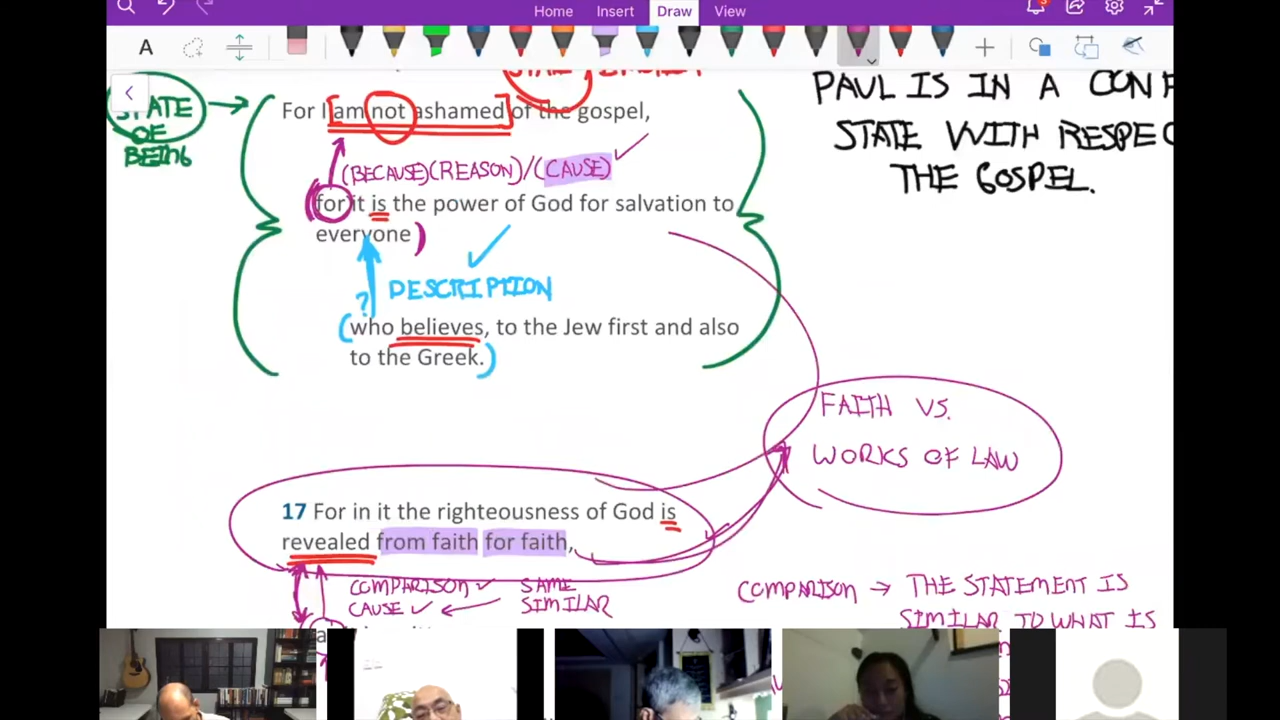 Home Insert Draw View
A
STATE
OF
BEING
For I am not ashamed of the gospel,
(BECAUSE)(REASON)/(CAUSE)
for it is the power of God for salvation to
everyone)
?
DESCRIPTION
(who believes, to the Jew first and also
to the Greek.)
PAUL IS IN A CONF
STATE WITH RESPEC
THE GOSPEL.
FAITH VS.
WORKS OF LAW
17 For in it the righteousness of God is
revealed from faith for faith,
COMPARISON ✓ SAME
CAUSE ✓ SIMILAR
COMPARISON → THE STATEMENT IS
SIMILAR TO WHAT IS